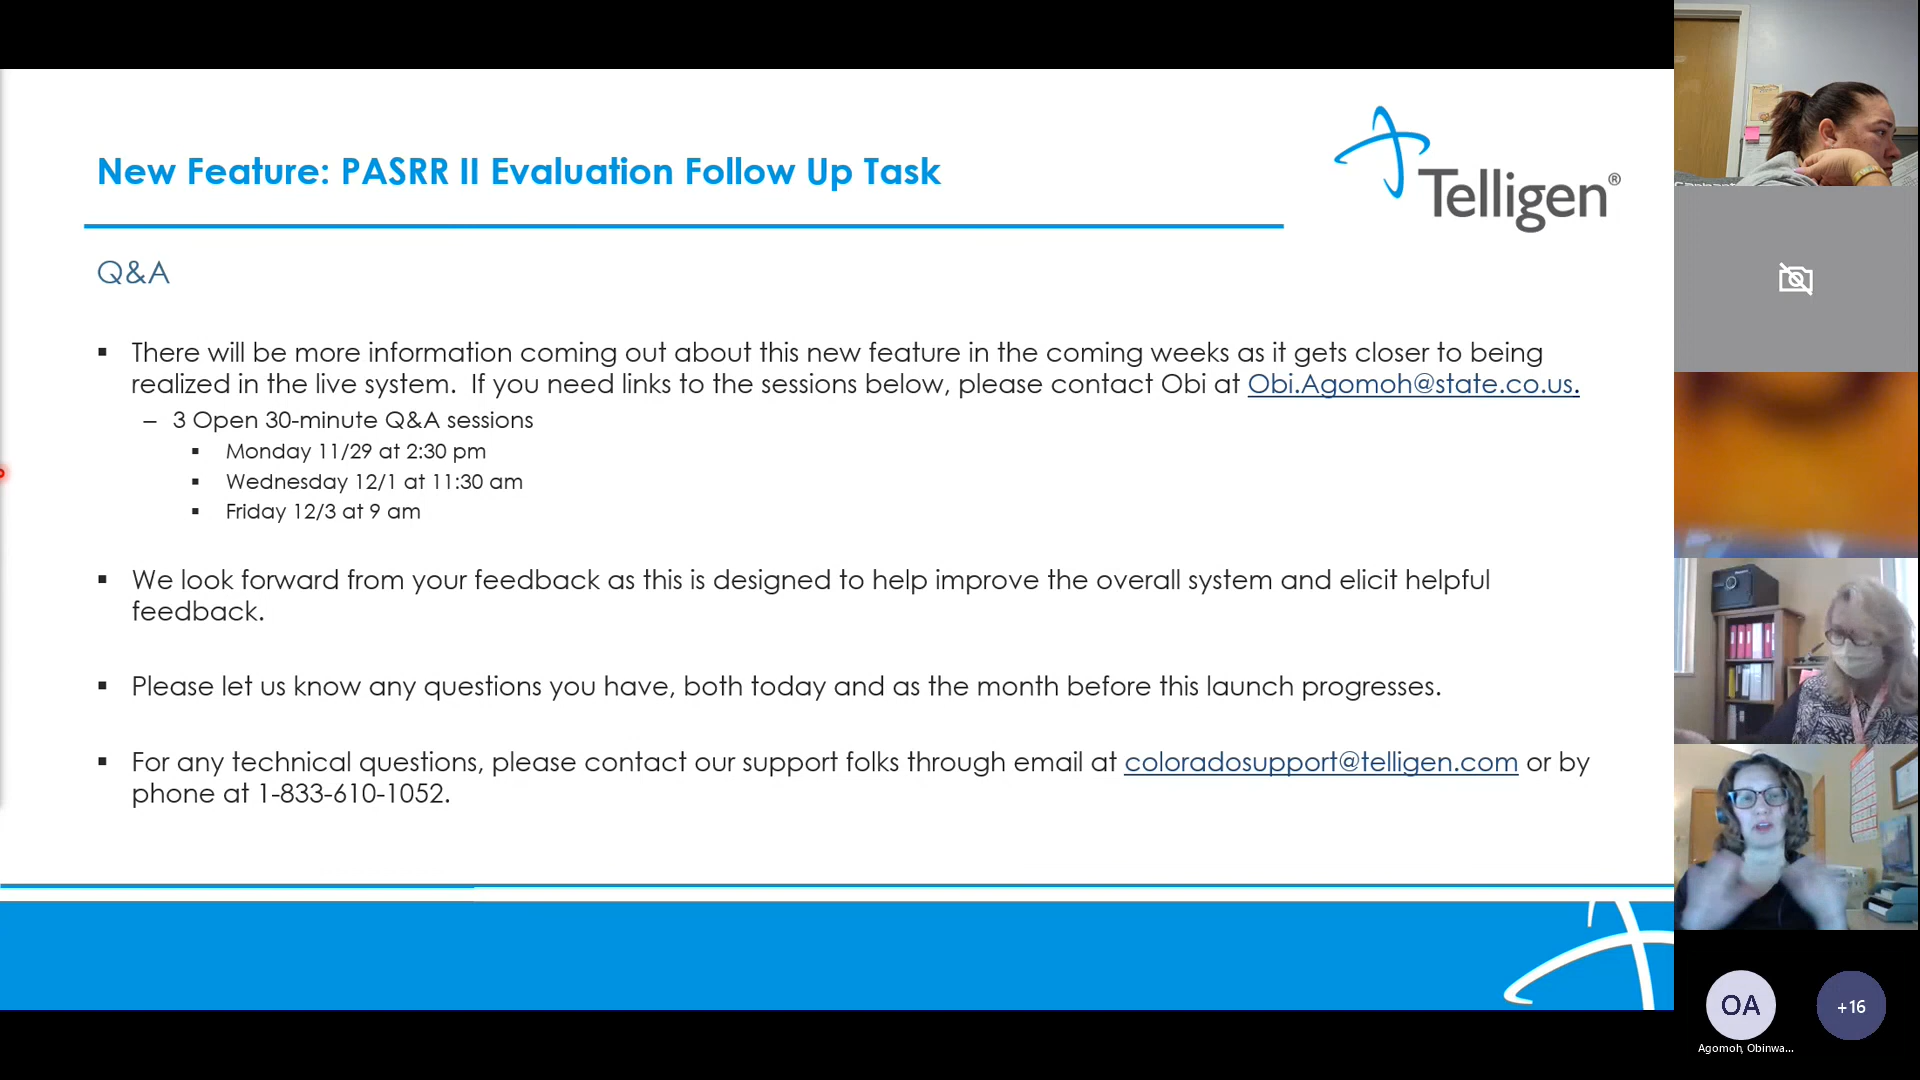 New Feature: PASRR II Evaluation Follow Up Task
Telligen®
Q&A
▪ There will be more information coming out about this new feature in the coming weeks as it gets closer to being
realized in the live system.  If you need links to the sessions below, please contact Obi at Obi.Agomoh@state.co.us.
– 3 Open 30-minute Q&A sessions
▪ Monday 11/29 at 2:30 pm
▪ Wednesday 12/1 at 11:30 am
▪ Friday 12/3 at 9 am
▪ We look forward from your feedback as this is designed to help improve the overall system and elicit helpful
feedback.
▪ Please let us know any questions you have, both today and as the month before this launch progresses.
▪ For any technical questions, please contact our support folks through email at coloradosupport@telligen.com or by
phone at 1-833-610-1052.
OA
+16
Agomoh, Obinwa...